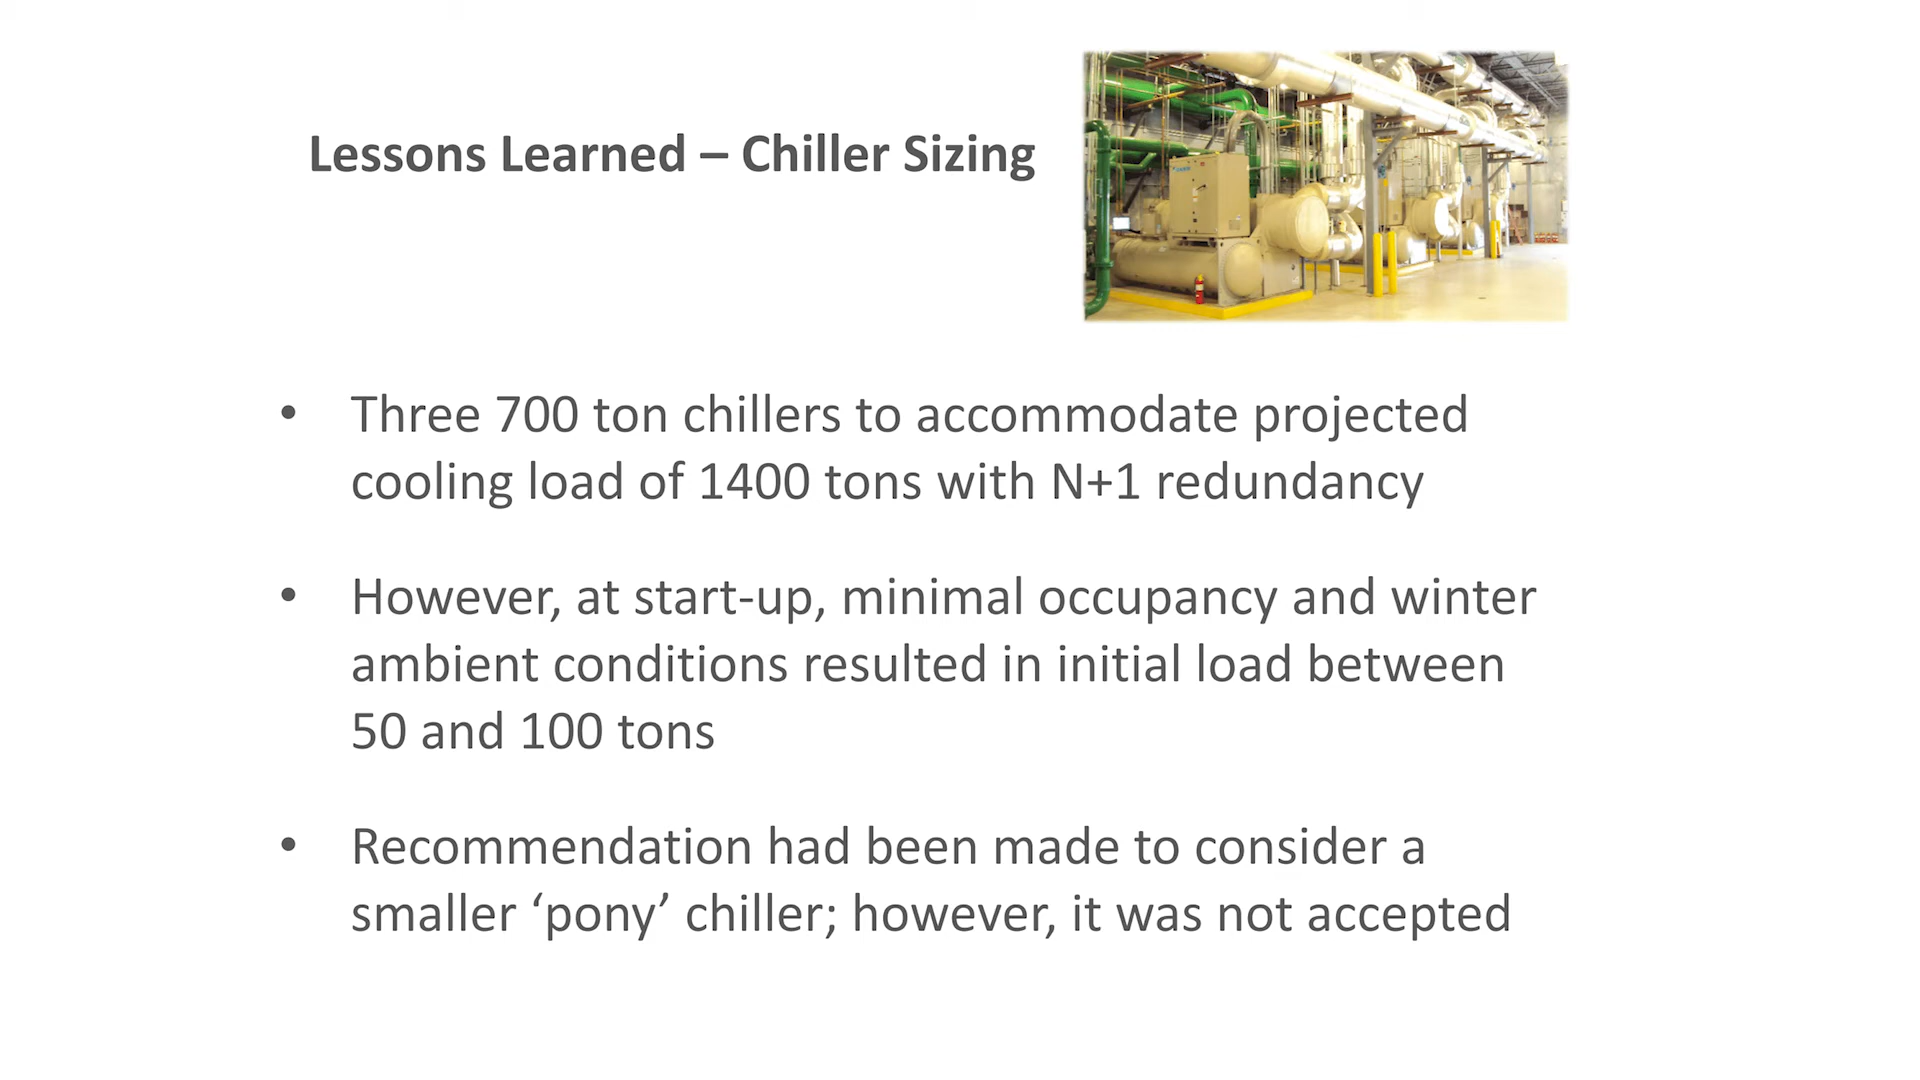 Lessons Learned – Chiller Sizing
• Three 700 ton chillers to accommodate projected
cooling load of 1400 tons with N+1 redundancy
• However, at start-up, minimal occupancy and winter
ambient conditions resulted in initial load between
50 and 100 tons
• Recommendation had been made to consider a
smaller ‘pony’ chiller; however, it was not accepted